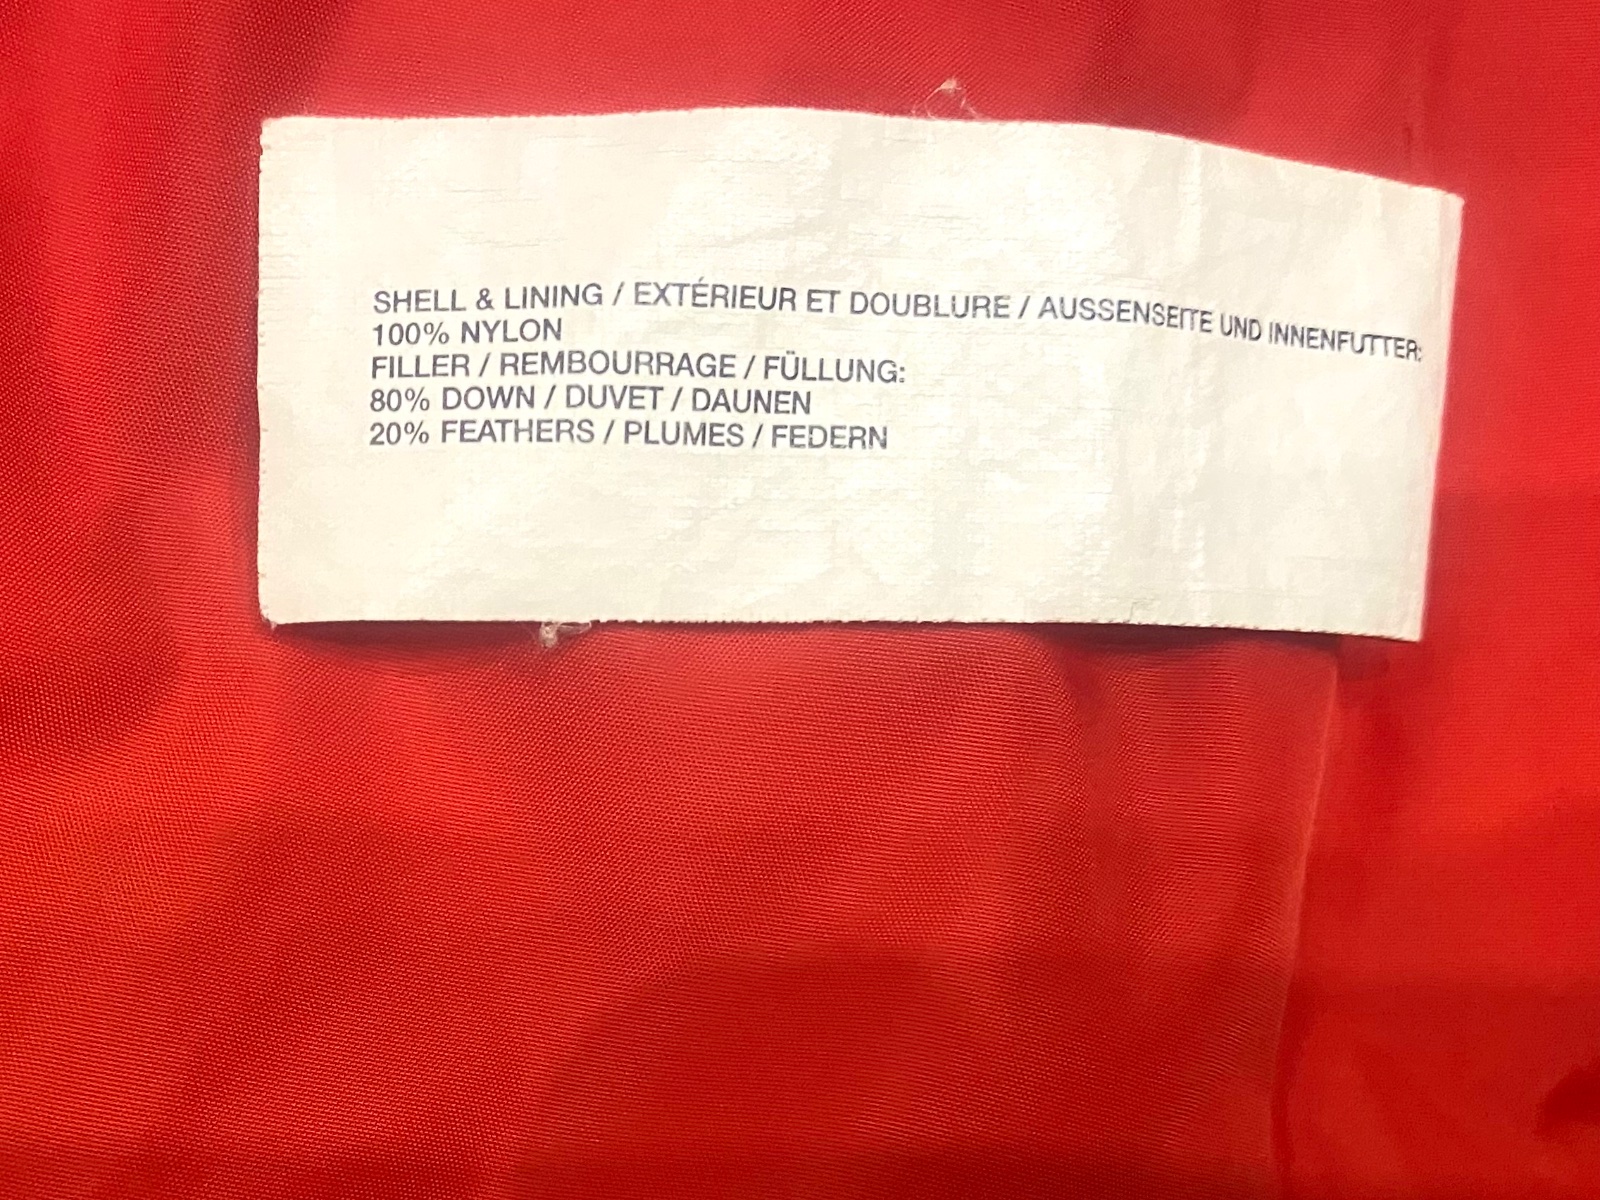 SHELL & LINING / EXTÉRIEUR ET DOUBLURE / AUSSENSEITE UND INNENFUTTER:
100% NYLON
FILLER / REMBOURRAGE / FÜLLUNG:
80% DOWN / DUVET / DAUNEN
20% FEATHERS / PLUMES / FEDERN